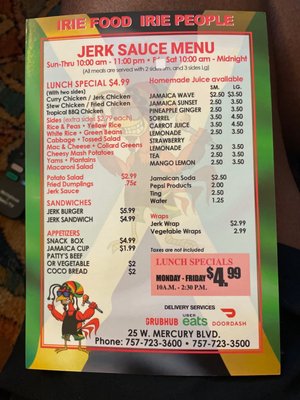 IRIE FOOD IRIE PEOPLE
JERK SAUCE MENU
Sun-Thru 10:00 am - 11:00 pm • Fri- Sat 10:00 am - Midnight
(All meals are served with 2 sides sm, and 3 sides Lg)
LUNCH SPECIAL $4.99
(with two sides)
Curry Chicken / Jerk Chicken
Stew Chicken / Fried Chicken
Tropical BBQ Chicken
Sides (extra side $2.79 each)
Rice & Peas • Yellow Rice
White Rice • Green Beans
Cabbage • Tossed Salad
Mac & Cheese • Collard Greens
Cheesy Mash Potatoes
Yams • Plantains
Macaroni Salad
Potato Salad $2.99
Fried Dumplings .75¢
Jerk Sauce
SANDWICHES
JERK BURGER $5.99
JERK SANDWICH $4.99
APPETIZERS
SNACK BOX $4.99
JAMAICA CUP $1.99
PATTY'S BEEF
OR VEGETABLE $2
COCO BREAD $2
Homemade Juice available
SM. LG.
JAMAICA WAVE $2.50 $3.50
JAMAICA SUNSET 2.50 3.50
PINEAPPLE GINGER 2.50 3.50
SORREL 3.50 4.50
CARROT JUICE 3.50 4.50
LEMONADE 2.50 3.50
STRAWBERRY
LEMONADE 2.50 3.50
TEA 2.50 3.50
MANGO LEMON 2.50 3.50
Jamaican Soda $2.50
Pepsi Products 2.00
Ting 2.50
Water 1.25
Wraps
Jerk Wrap $2.99
Vegetable Wraps 2.99
Taxes are not included
LUNCH SPECIALS
MONDAY - FRIDAY $4.99
10A.M. - 2:30 P.M.
DELIVERY SERVICES
GRUBHUB UBER eats DOORDASH
25 W. MERCURY BLVD.
Phone: 757-723-3600 • 757-723-3500